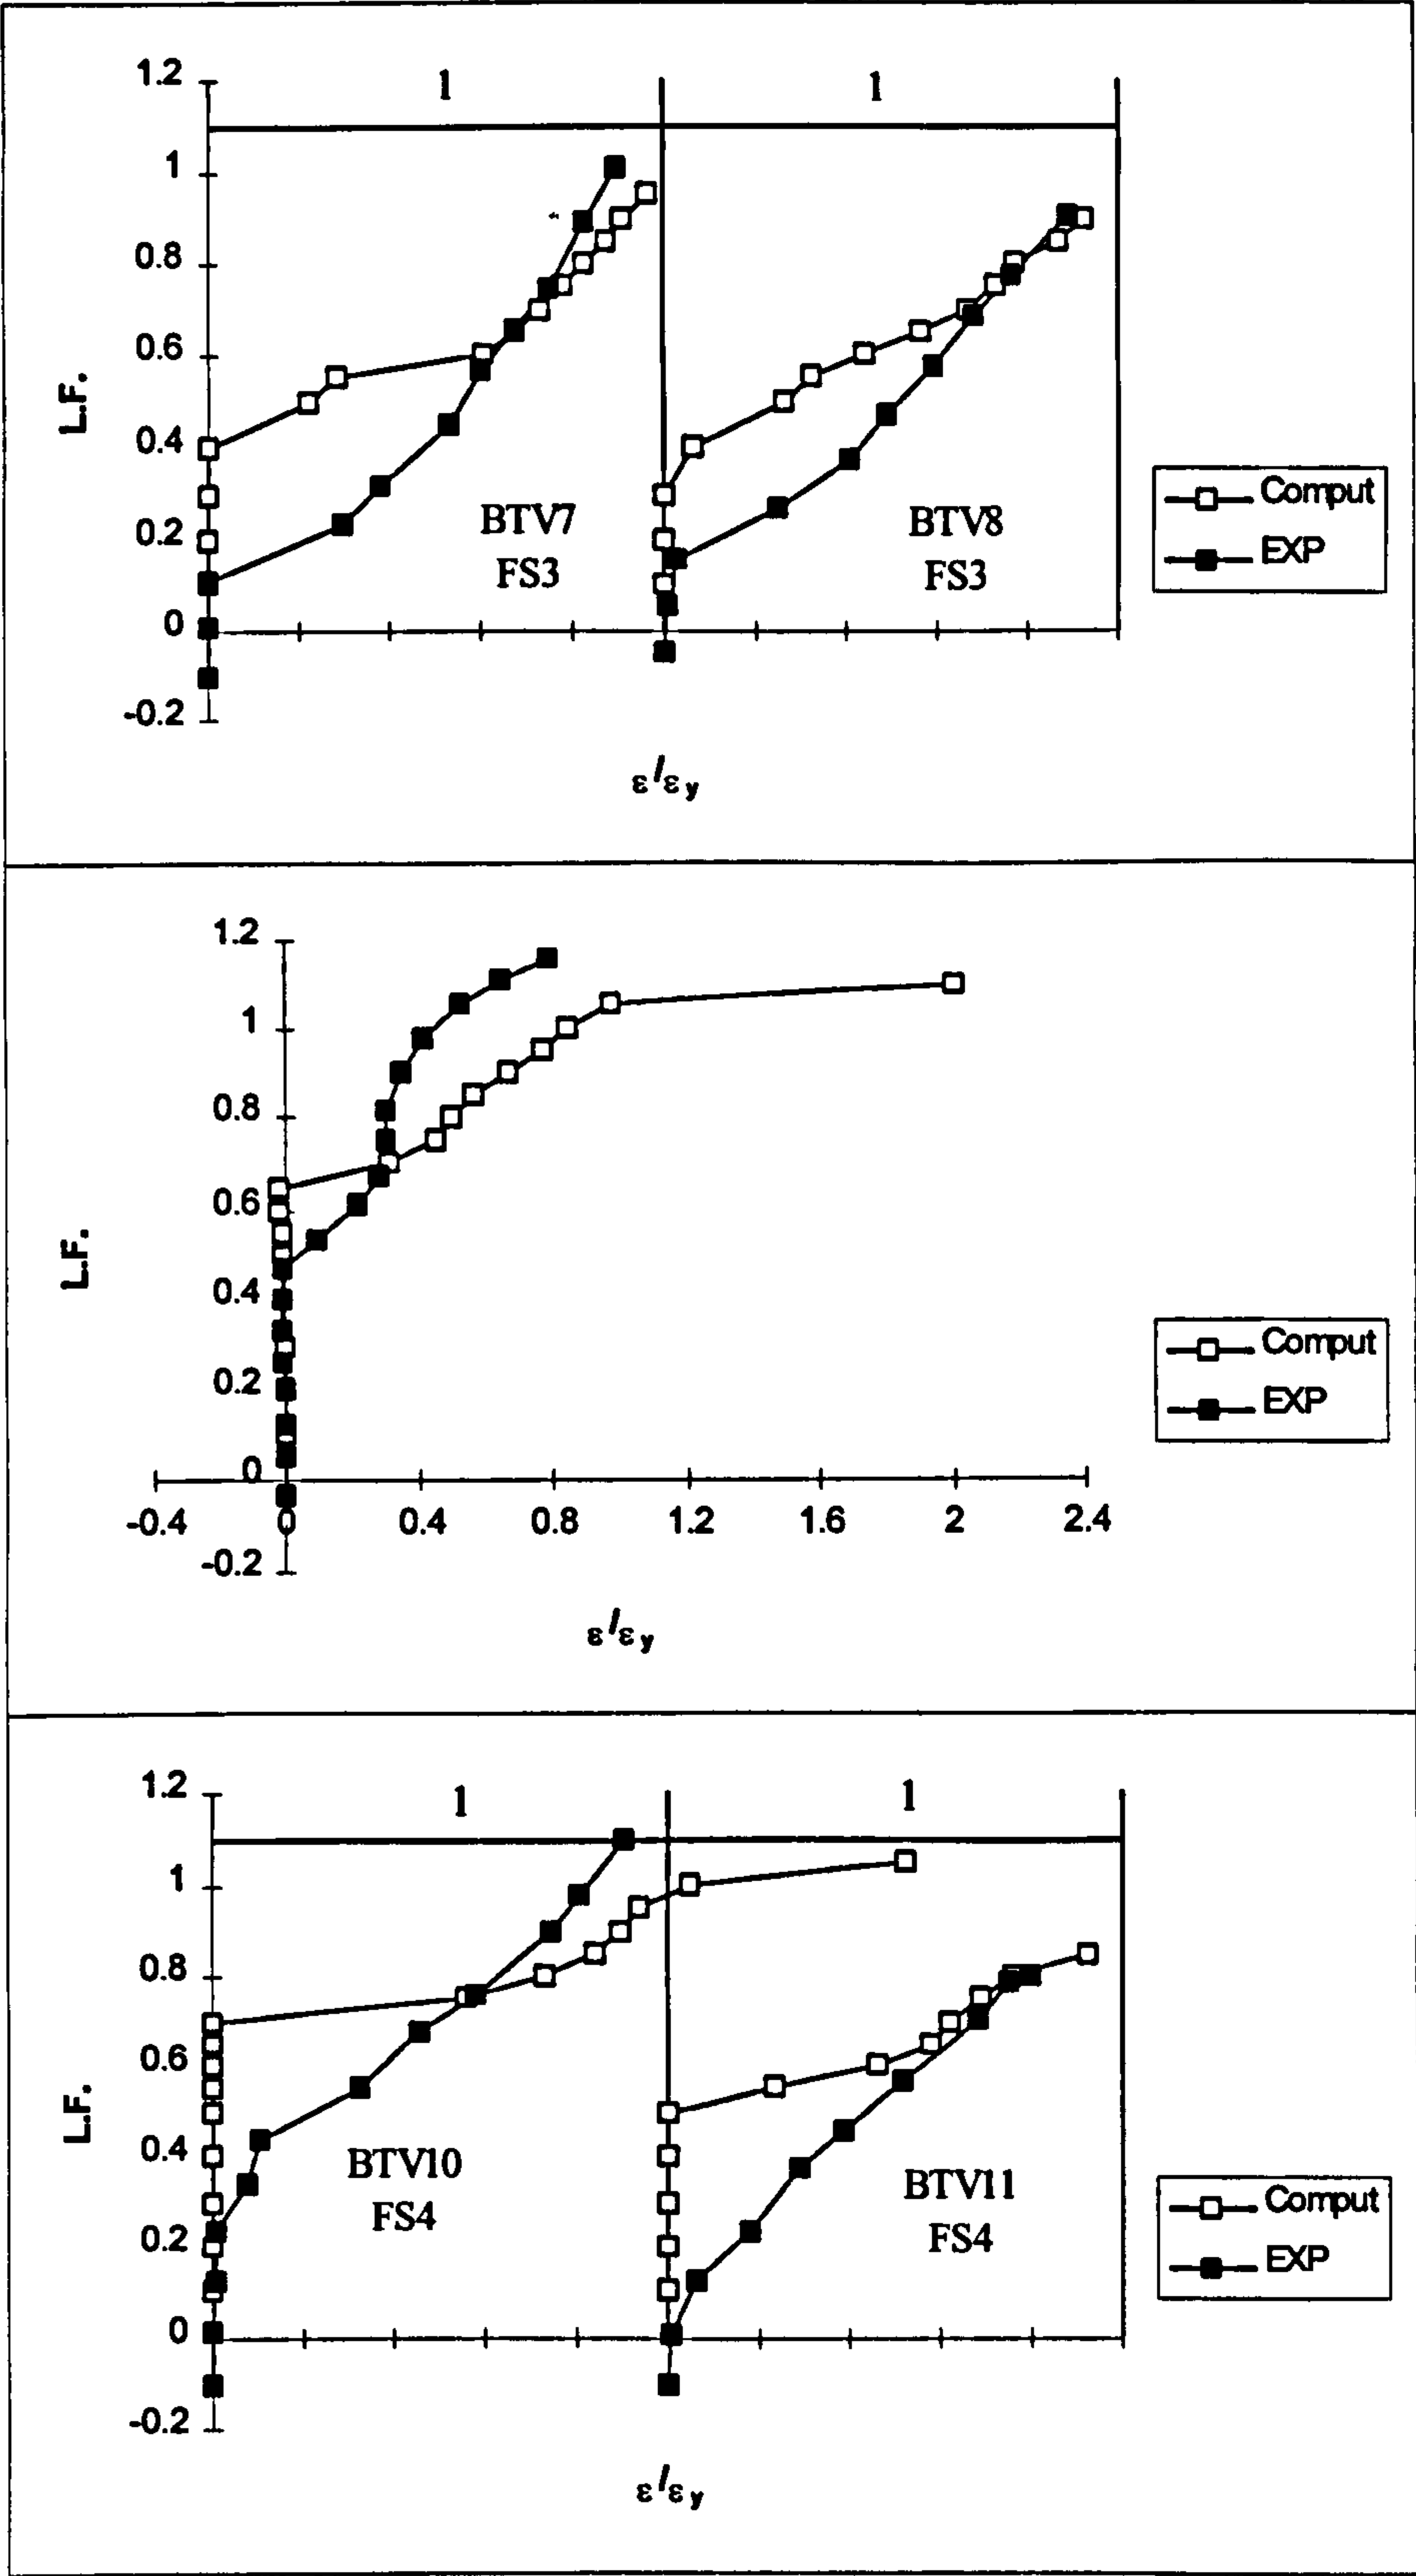 1.2
1
1
1
0.8
0.6
0.4
0.2
0
-0.2
L.F.
BTV7
FS3
BTV8
FS3
Comput
EXP
ε/εy
1.2
1
0.8
0.6
0.4
0.2
0
-0.2
L.F.
-0.4 0 0.4 0.8 1.2 1.6 2 2.4
Comput
EXP
ε/εy
1.2
1
1
1
0.8
0.6
0.4
0.2
0
-0.2
L.F.
BTV10
FS4
BTV11
FS4
Comput
EXP
ε/εy